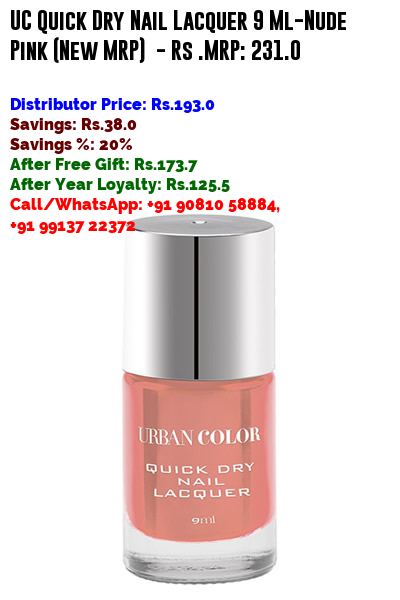 UC Quick Dry Nail Lacquer 9 Ml-Nude
Pink (New MRP)  - Rs .MRP: 231.0
Distributor Price: Rs.193.0
Savings: Rs.38.0
Savings %: 20%
After Free Gift: Rs.173.7
After Year Loyalty: Rs.125.5
Call/WhatsApp: +91 90810 58884,
+91 99137 22372
URBAN COLOR
QUICK DRY
NAIL
LACQUER
9ml